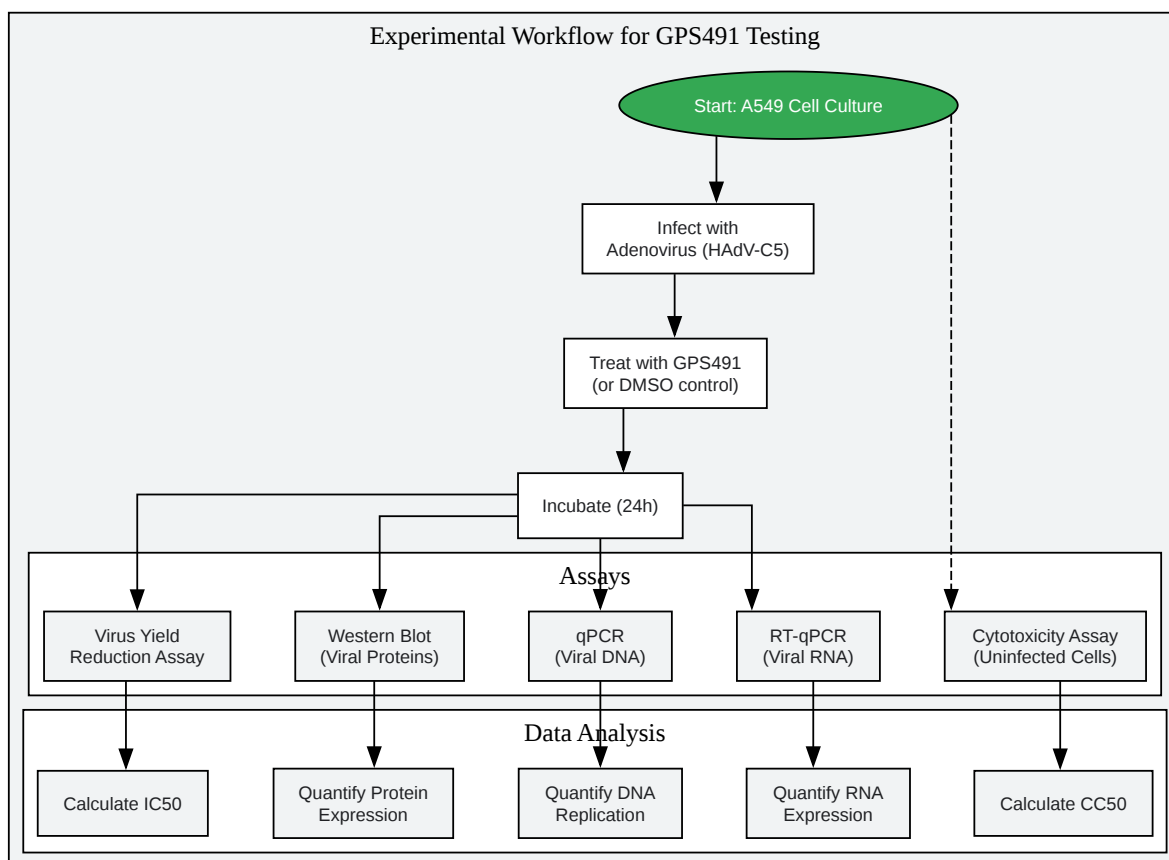 Experimental Workflow for GPS491 Testing
Start: A549 Cell Culture
Infect with
Adenovirus (HAdV-C5)
Treat with GPS491
(or DMSO control)
Incubate (24h)
Assays
Virus Yield
Reduction Assay
Western Blot
(Viral Proteins)
qPCR
(Viral DNA)
RT-qPCR
(Viral RNA)
Cytotoxicity Assay
(Uninfected Cells)
Data Analysis
Calculate IC50
Quantify Protein
Expression
Quantify DNA
Replication
Quantify RNA
Expression
Calculate CC50